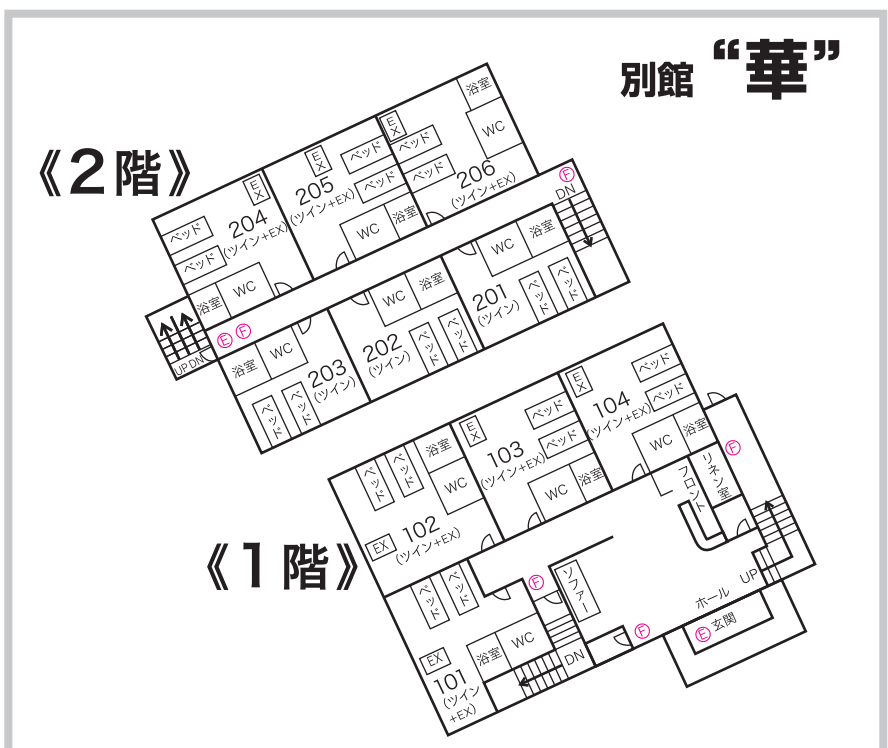 別館 “華”
《2階》
浴室
WC
EX
ベッド
ベッド
206
(ツイン+EX)
EX
ベッド
ベッド
205
(ツイン+EX)
WC
浴室
EX
204
(ツイン+EX)
ベッド
ベッド
浴室
WC
Ⓕ
DN
UP DN
Ⓔ Ⓕ
WC
浴室
201
(ツイン)
ベッド
ベッド
WC
浴室
202
(ツイン)
ベッド
ベッド
浴室
WC
203
(ツイン)
ベッド
ベッド
《1階》
EX
ベッド
ベッド
104
(ツイン+EX)
WC
浴室
EX
ベッド
ベッド
103
(ツイン+EX)
WC
浴室
ベッド
ベッド
浴室
WC
102
EX
(ツイン+EX)
ベッド
ベッド
EX
浴室
WC
101
(ツイン
+EX)
Ⓕ
リネン室
フロント
Ⓕ
ソファー
UP
ホール
Ⓕ
Ⓔ 玄関
DN